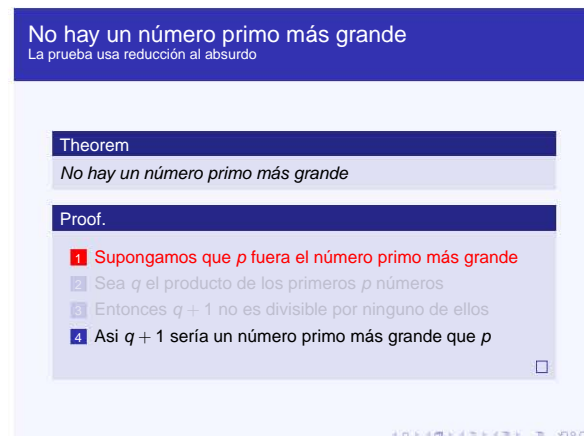 No hay un número primo más grande
La prueba usa reducción al absurdo
Theorem
No hay un número primo más grande
Proof.
1 Supongamos que p fuera el número primo más grande
2 Sea q el producto de los primeros p números
3 Entonces q + 1 no es divisible por ninguno de ellos
4 Asi q + 1 sería un número primo más grande que p